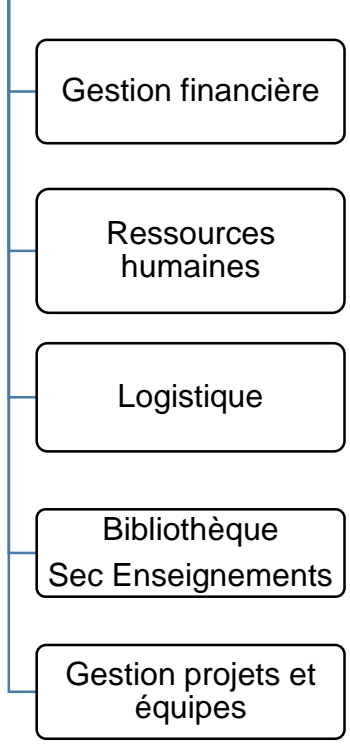 Gestion financière
Ressources
humaines
Logistique
Bibliothèque
Sec Enseignements
Gestion projets et
équipes